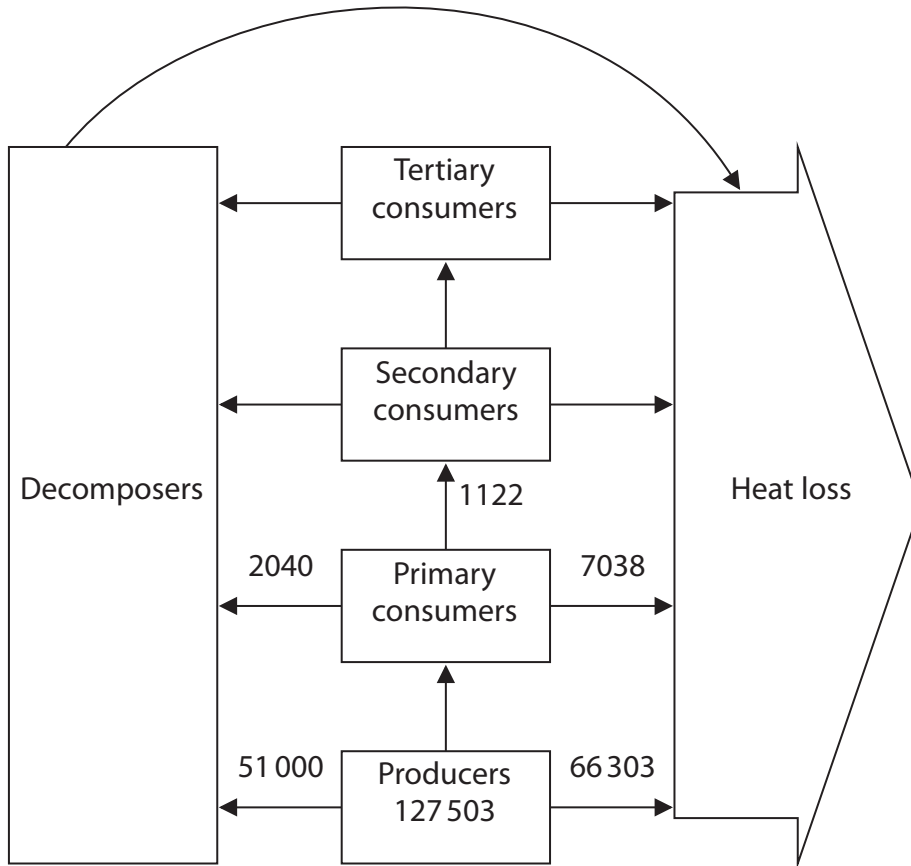 Tertiary
consumers
Secondary
consumers
Decomposers
1122
Heat loss
2040
Primary
consumers
7038
51 000
Producers
127 503
66 303